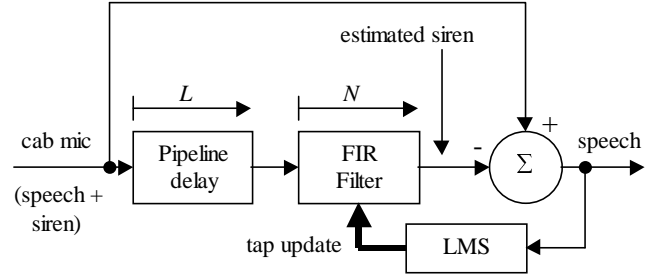 estimated siren
L
N
cab mic
(speech +
siren)
Pipeline
delay
FIR
Filter
-
+
Σ
speech
tap update
LMS